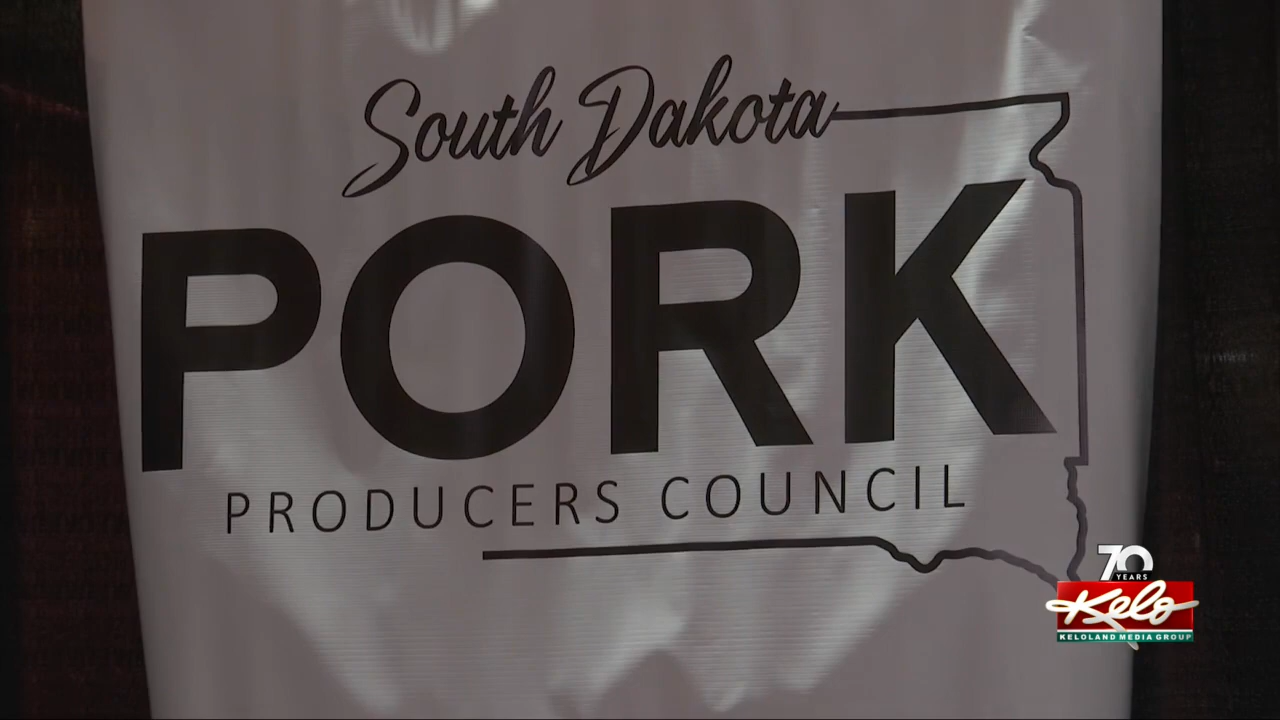 South Dakota
PORK
PRODUCERS COUNCIL
70
YEARS
Kelo
KELOLAND MEDIA GROUP